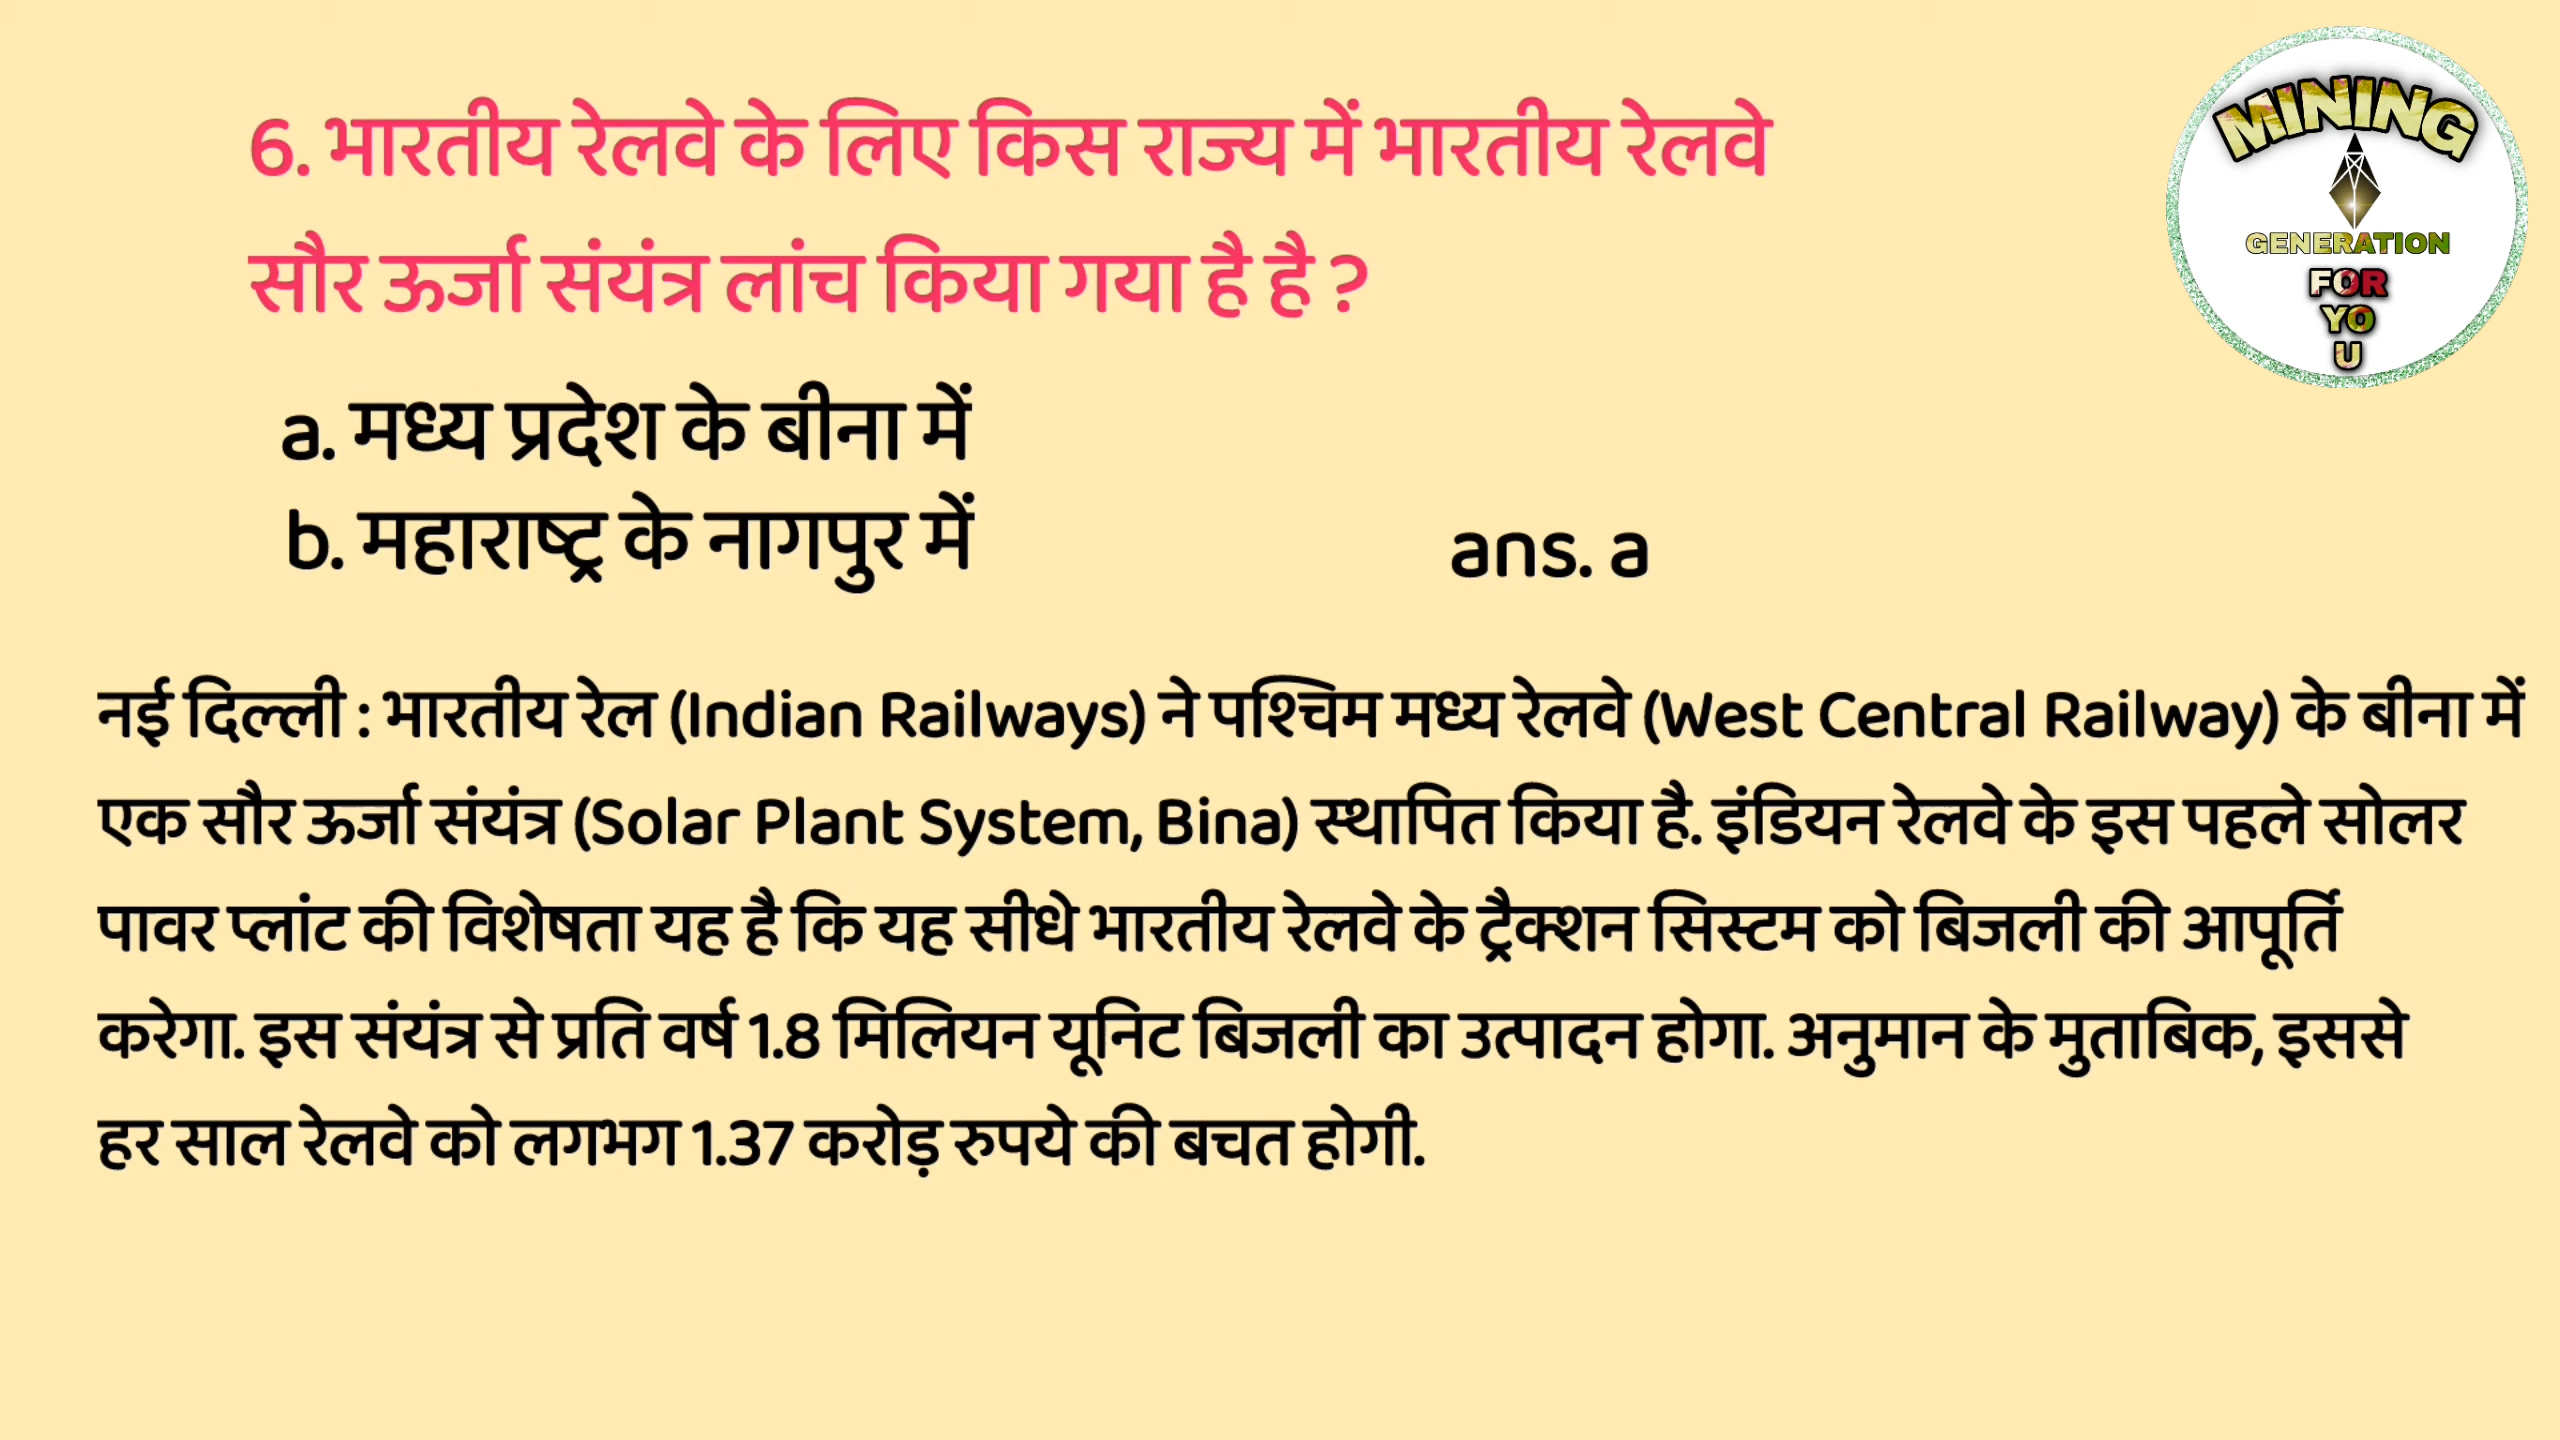 6. भारतीय रेलवे के लिए किस राज्य में भारतीय रेलवे
सौर ऊर्जा संयंत्र लांच किया गया है है ?
a. मध्य प्रदेश के बीना में
b. महाराष्ट्र के नागपुर में
ans. a
नई दिल्ली : भारतीय रेल (Indian Railways) ने पश्चिम मध्य रेलवे (West Central Railway) के बीना में
एक सौर ऊर्जा संयंत्र (Solar Plant System, Bina) स्थापित किया है. इंडियन रेलवे के इस पहले सोलर
पावर प्लांट की विशेषता यह है कि यह सीधे भारतीय रेलवे के ट्रैक्शन सिस्टम को बिजली की आपूर्ति
करेगा. इस संयंत्र से प्रति वर्ष 1.8 मिलियन यूनिट बिजली का उत्पादन होगा. अनुमान के मुताबिक, इससे
हर साल रेलवे को लगभग 1.37 करोड़ रुपये की बचत होगी.
MINING
GENERATION
FOR
YO
U